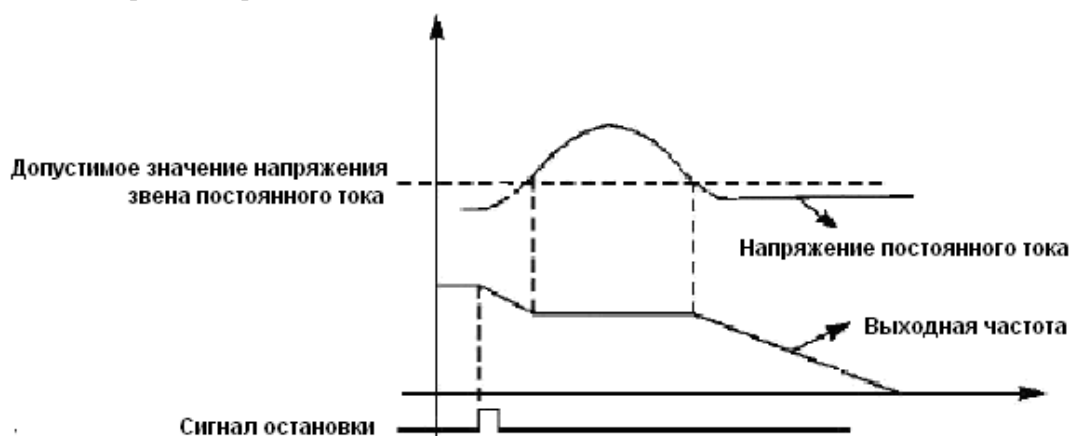 Допустимое значение напряжения
звена постоянного тока
Напряжение постоянного тока
Выходная частота
Сигнал остановки